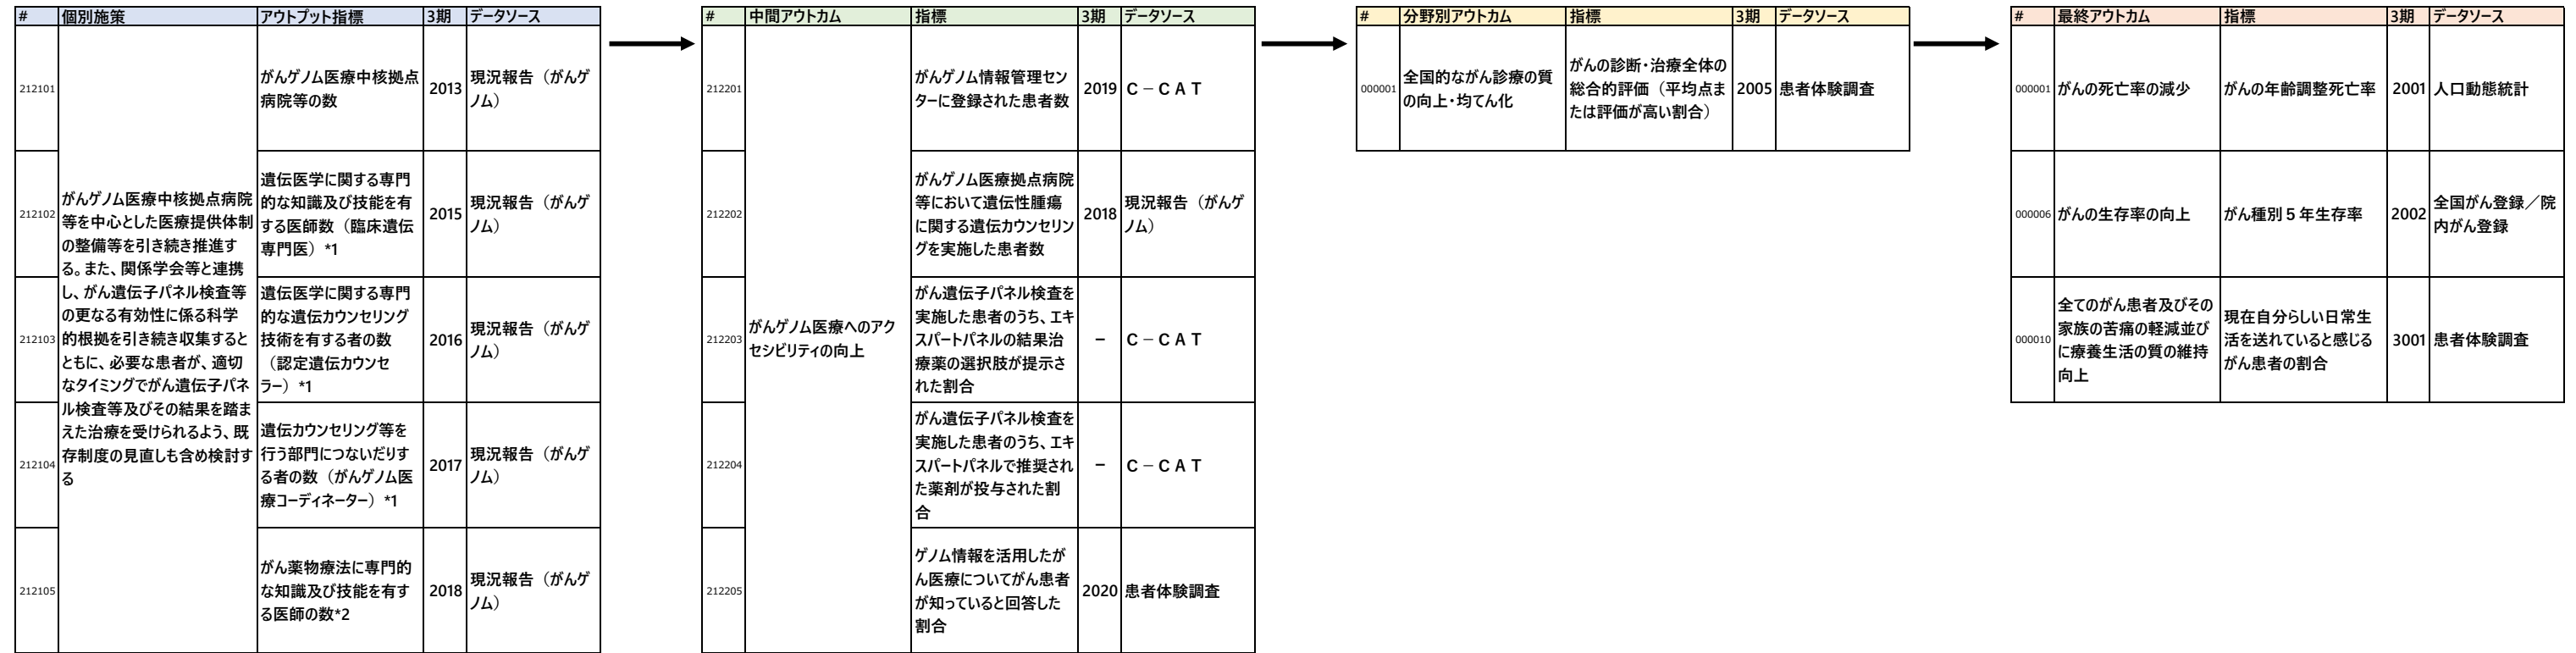 # 個別施策 アウトプット指標 3期 データソース
212101
がんゲノム医療中核拠点病院
等を中心とした医療提供体制
の整備等を引き続き推進す
る。また、関係学会等と連携
し、がん遺伝子パネル検査等
の更なる有効性に係る科学
的根拠を引き続き収集すると
ともに、必要な患者が、適切
なタイミングでがん遺伝子パネ
ル検査等及びその結果を踏ま
えた治療を受けられるよう、既
存制度の見直しも含め検討す
る
がんゲノム医療中核拠点
病院等の数
2013
現況報告（がんゲ
ノム）
212102
遺伝医学に関する専門
的な知識及び技能を有
する医師数（臨床遺伝
専門医）*1
2015
現況報告（がんゲ
ノム）
212103
遺伝医学に関する専門
的な遺伝カウンセリング
技術を有する者の数
（認定遺伝カウンセ
ラー）*1
2016
現況報告（がんゲ
ノム）
212104
遺伝カウンセリング等を
行う部門につないだりす
る者の数（がんゲノム医
療コーディネーター）*1
2017
現況報告（がんゲ
ノム）
212105
がん薬物療法に専門的
な知識及び技能を有す
る医師の数*2
2018
現況報告（がんゲ
ノム）
# 中間アウトカム 指標 3期 データソース
212201
がんゲノム医療へのアク
セシビリティの向上
がんゲノム情報管理セン
ターに登録された患者数
2019
Ｃ－ＣＡＴ
212202
がんゲノム医療拠点病院
等において遺伝性腫瘍
に関する遺伝カウンセリン
グを実施した患者数
2018
現況報告（がんゲ
ノム）
212203
がん遺伝子パネル検査を
実施した患者のうち、エキ
スパートパネルの結果治
療薬の選択肢が提示さ
れた割合
－
Ｃ－ＣＡＴ
212204
がん遺伝子パネル検査を
実施した患者のうち、エキ
スパートパネルで推奨され
た薬剤が投与された割
合
－
Ｃ－ＣＡＴ
212205
ゲノム情報を活用したが
ん医療についてがん患者
が知っていると回答した
割合
2020
患者体験調査
# 分野別アウトカム 指標 3期 データソース
000001
全国的ながん診療の質
の向上・均てん化
がんの診断・治療全体の
総合的評価（平均点ま
たは評価が高い割合）
2005
患者体験調査
# 最終アウトカム 指標 3期 データソース
000001
がんの死亡率の減少
がんの年齢調整死亡率
2001
人口動態統計
000006
がんの生存率の向上
がん種別５年生存率
2002
全国がん登録／院
内がん登録
000010
全てのがん患者及びその
家族の苦痛の軽減並び
に療養生活の質の維持
向上
現在自分らしい日常生
活を送れていると感じる
がん患者の割合
3001
患者体験調査